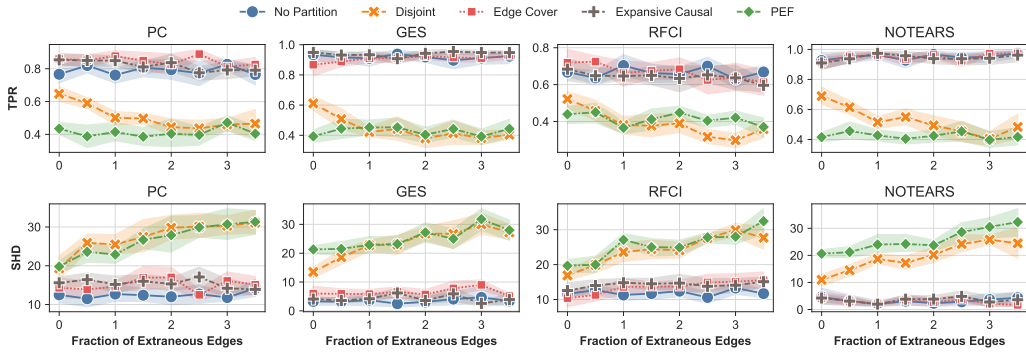 No Partition Disjoint Edge Cover Expansive Causal PEF
PC GES RFCI NOTEARS
TPR
0.8
0.6
0.4
0 1 2 3
1.0
0.8
0.6
0.4
0 1 2 3
0.8
0.6
0.4
0.2
0 1 2 3
1.0
0.8
0.6
0.4
0 1 2 3
PC GES RFCI NOTEARS
SHD
30
20
10
0 1 2 3
30
20
10
0
0 1 2 3
30
20
10
0 1 2 3
30
20
10
0
0 1 2 3
Fraction of Extraneous Edges Fraction of Extraneous Edges Fraction of Extraneous Edges Fraction of Extraneous Edges